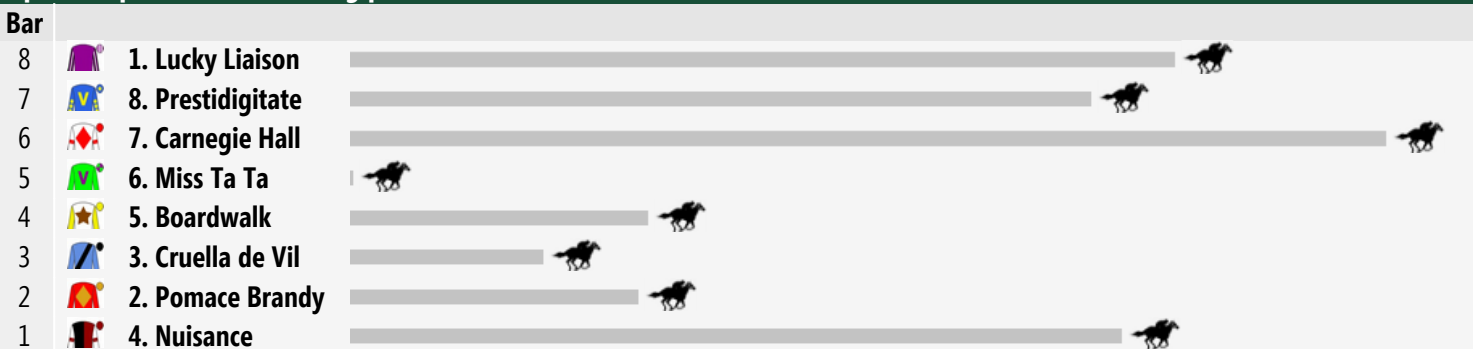 Bar
8 1. Lucky Liaison
7 V 8. Prestidigitate
6 7. Carnegie Hall
5 V 6. Miss Ta Ta
4 5. Boardwalk
3 3. Cruella de Vil
2 2. Pomace Brandy
1 4. Nuisance